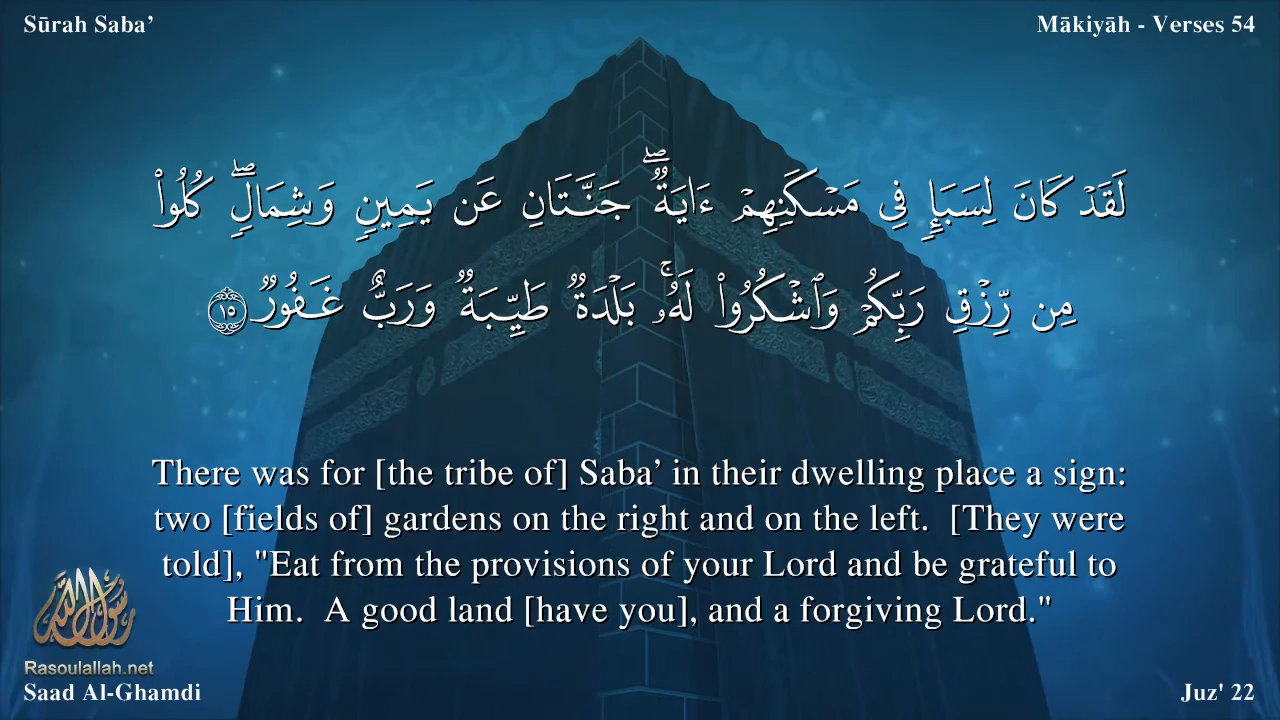 Sūrah Saba’
Mākiyāh - Verses 54
لَقَدۡ كَانَ لِسَبَإٖ فِي مَسۡكَنِهِمۡ ءَايَةٞۖ جَنَّتَانِ عَن يَمِينٖ وَشِمَالٖۖ كُلُواْ
مِن رِّزۡقِ رَبِّكُمۡ وَٱشۡكُرُواْ لَهُۥۚ بَلۡدَةٞ طَيِّبَةٞ وَرَبٌّ غَفُورٞ ١٥
There was for [the tribe of] Saba’ in their dwelling place a sign:
two [fields of] gardens on the right and on the left.  [They were
told], "Eat from the provisions of your Lord and be grateful to
Him.  A good land [have you], and a forgiving Lord."
رسول الله
Rasoulallah.net
Saad Al-Ghamdi
Juz' 22